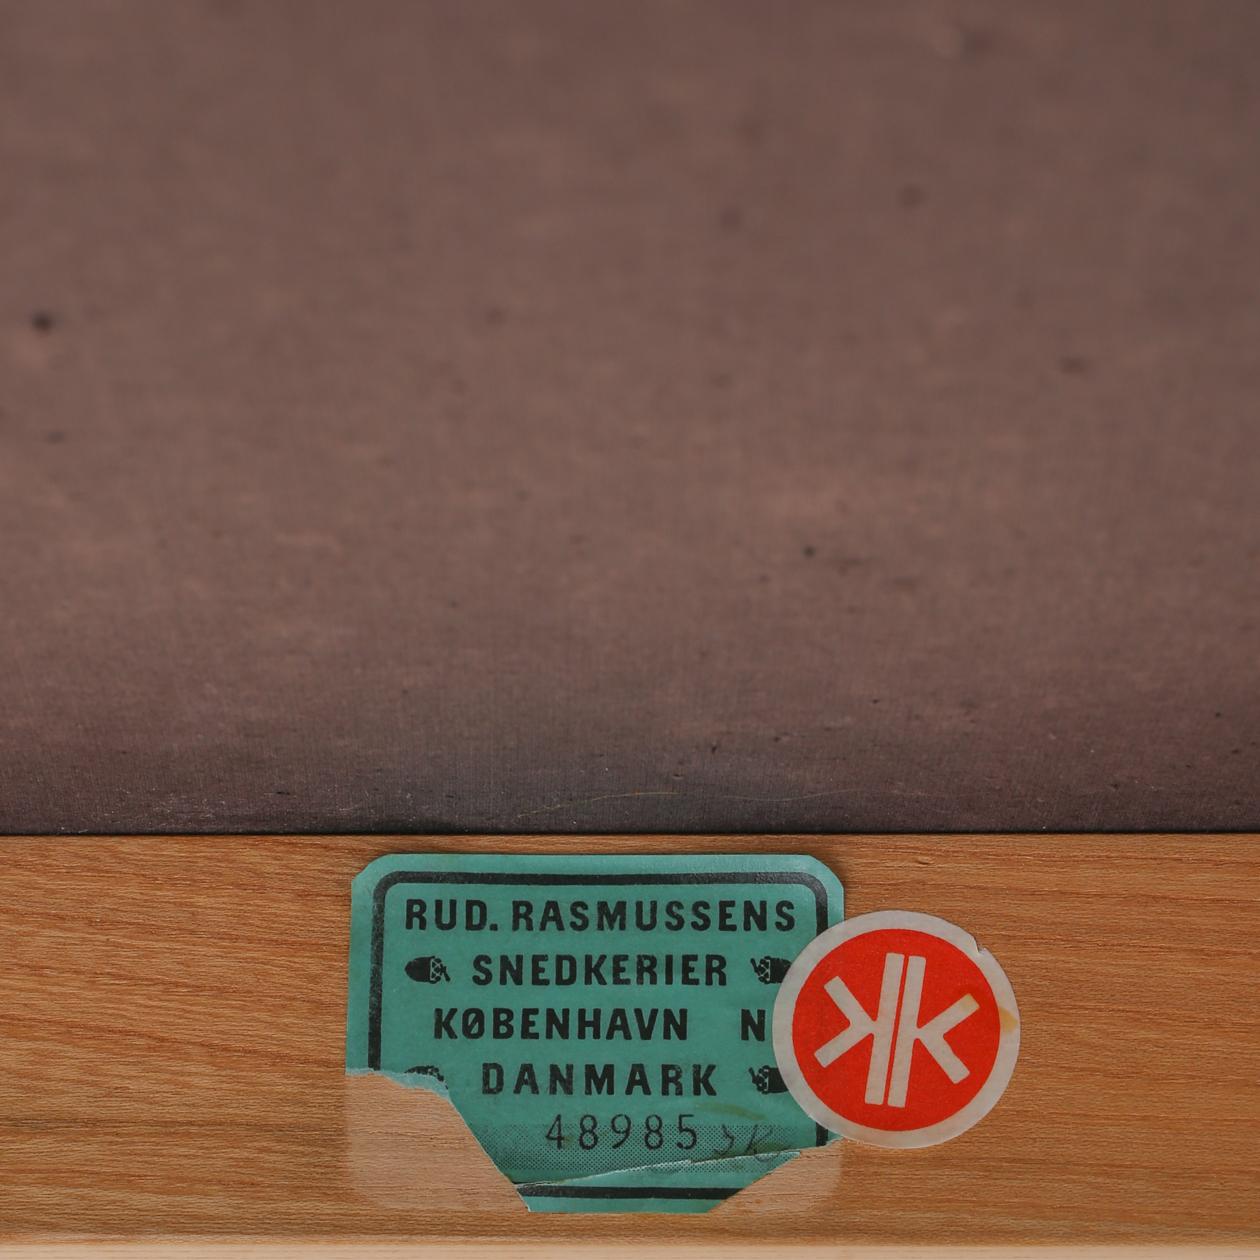 RUD. RASMUSSENS
SNEDKERIER
KØBENHAVN N
DANMARK
48985